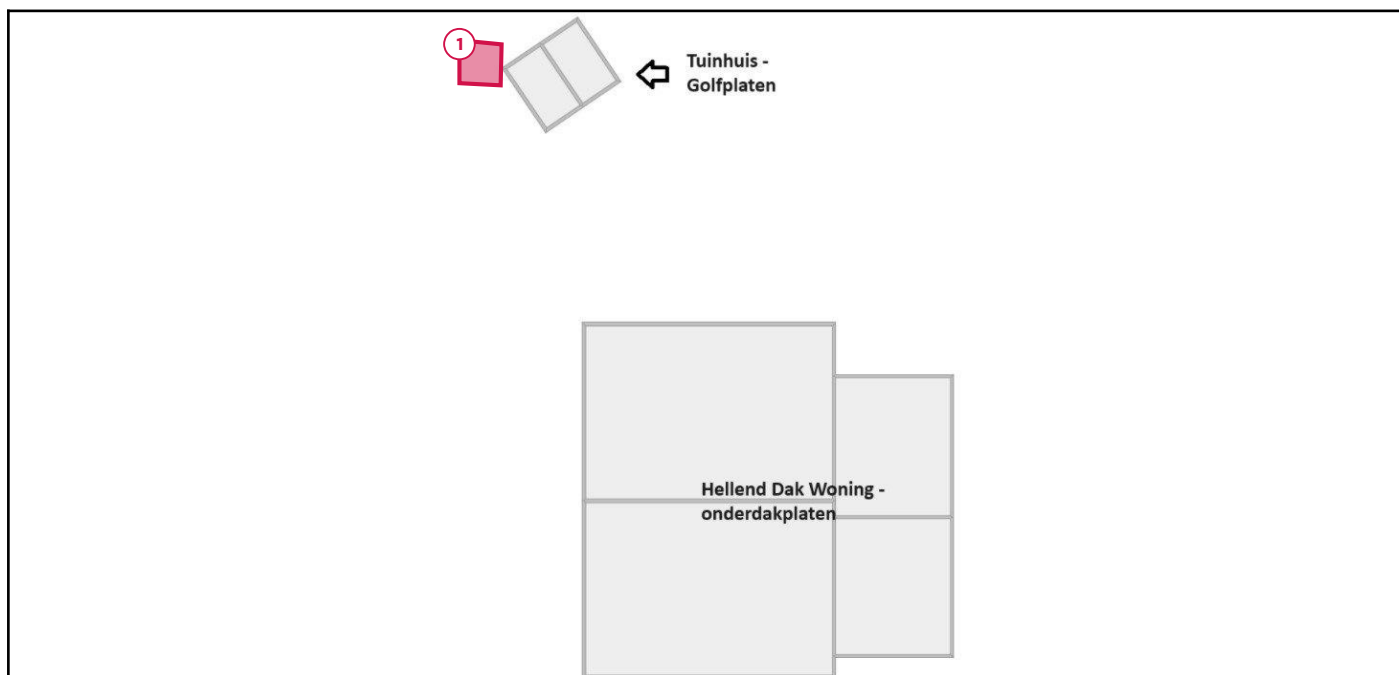 1
Tuinhuis -
Golfplaten
Hellend Dak Woning -
onderdakplaten